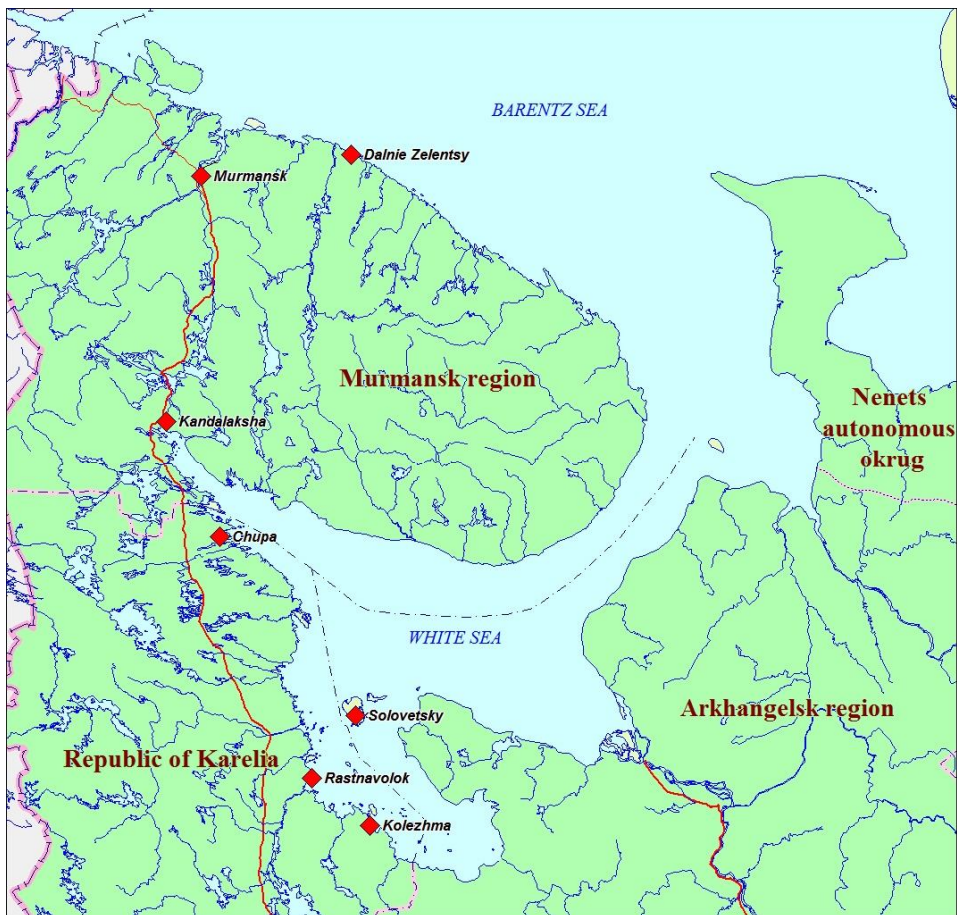 BARENTZ SEA
Dalnie Zelentsy
Murmansk
Murmansk region
Nenets
autonomous
okrug
Kandalaksha
Chupa
WHITE SEA
Solovetsky
Arkhangelsk region
Republic of Karelia
Rastnavolok
Kolezhma